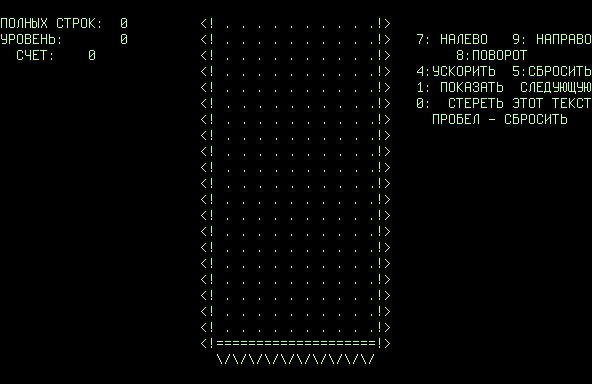 ПОЛНЫХ СТРОК:  0         <! . . . . . . . . . .!>
УРОВЕНЬ:       0         <! . . . . . . . . . .!>   7: НАЛЕВО   9: НАПРАВО
  СЧЕТ:    0             <! . . . . . . . . . .!>        8:ПОВОРОТ
                         <! . . . . . . . . . .!>   4:УСКОРИТЬ  5:СБРОСИТЬ
                         <! . . . . . . . . . .!>   1: ПОКАЗАТЬ  СЛЕДУЮЩУЮ
                         <! . . . . . . . . . .!>   0:  СТЕРЕТЬ ЭТОТ ТЕКСТ
                         <! . . . . . . . . . .!>     ПРОБЕЛ - СБРОСИТЬ
                         <! . . . . . . . . . .!>
                         <! . . . . . . . . . .!>
                         <! . . . . . . . . . .!>
                         <! . . . . . . . . . .!>
                         <! . . . . . . . . . .!>
                         <! . . . . . . . . . .!>
                         <! . . . . . . . . . .!>
                         <! . . . . . . . . . .!>
                         <! . . . . . . . . . .!>
                         <! . . . . . . . . . .!>
                         <! . . . . . . . . . .!>
                         <! . . . . . . . . . .!>
                         <! . . . . . . . . . .!>
                         <!====================!>
                           \/\/\/\/\/\/\/\/\/\/